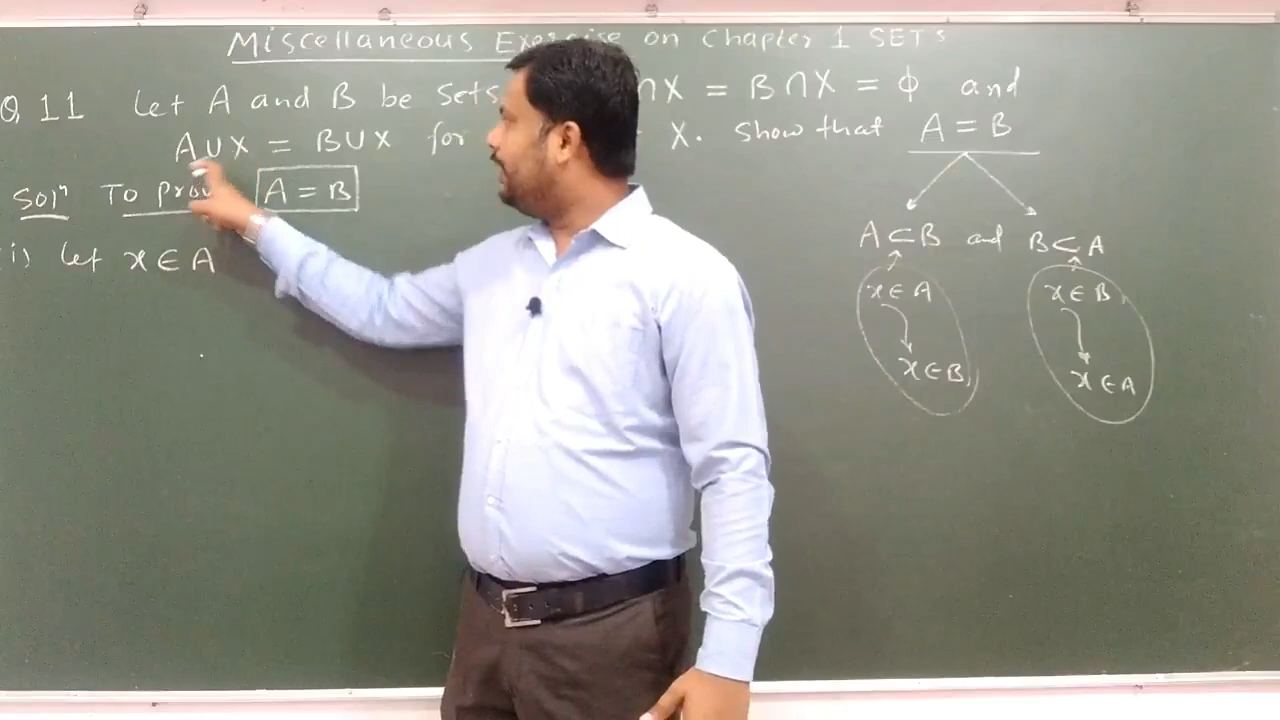 Miscellaneous Exercise on Chapter 1 SETs
Q 11 Let A and B be sets ∩X = B∩X = ϕ and
A∪X = B∪X for X. Show that A = B
Solⁿ To prov A = B
i) Let x ∈ A
A ⊂ B and B ⊂ A
x ∈ A x ∈ B,
x ∈ B, x ∈ A